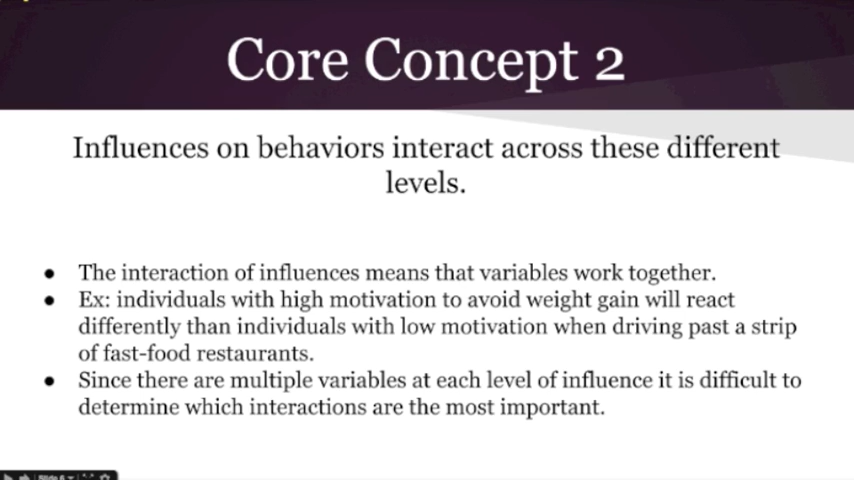 Core Concept 2
Influences on behaviors interact across these different
levels.
● The interaction of influences means that variables work together.
● Ex: individuals with high motivation to avoid weight gain will react
differently than individuals with low motivation when driving past a strip
of fast-food restaurants.
● Since there are multiple variables at each level of influence it is difficult to
determine which interactions are the most important.